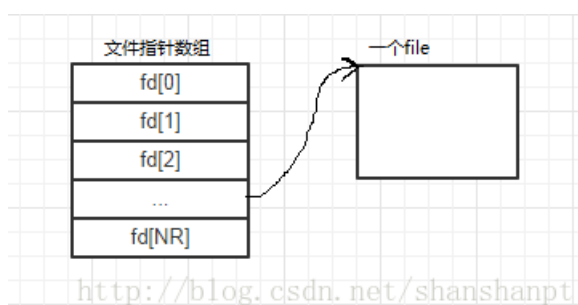 文件指针数组
一个file
fd[0]
fd[1]
fd[2]
...
fd[NR]
http://blog.csdn.net/shanshanpt